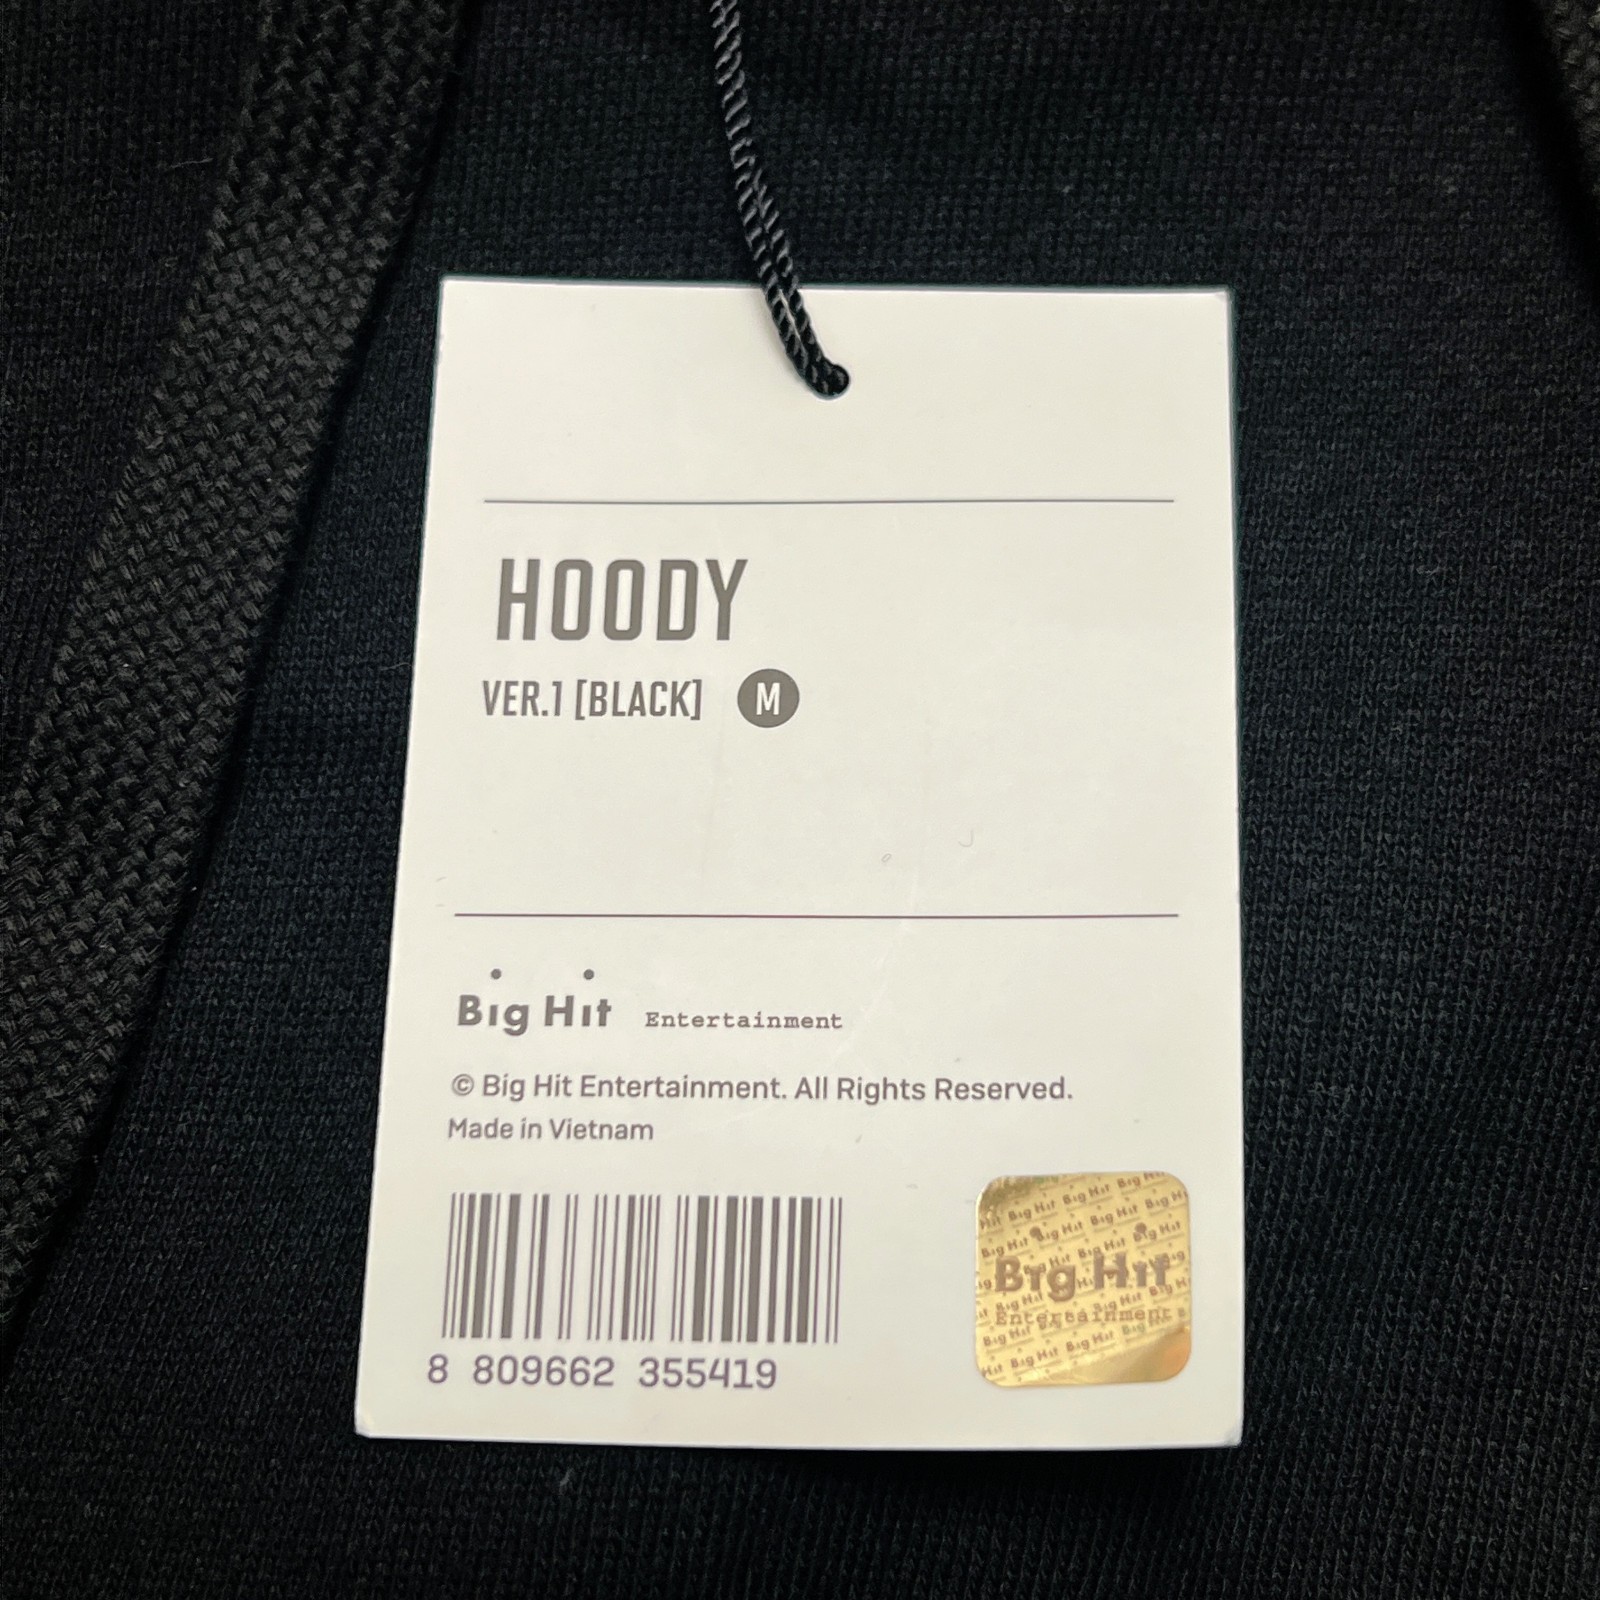 HOODY
VER.1 [BLACK] M
Big Hit Entertainment
© Big Hit Entertainment. All Rights Reserved.
Made in Vietnam
8 809662 355419
Big Hit
Entertainment